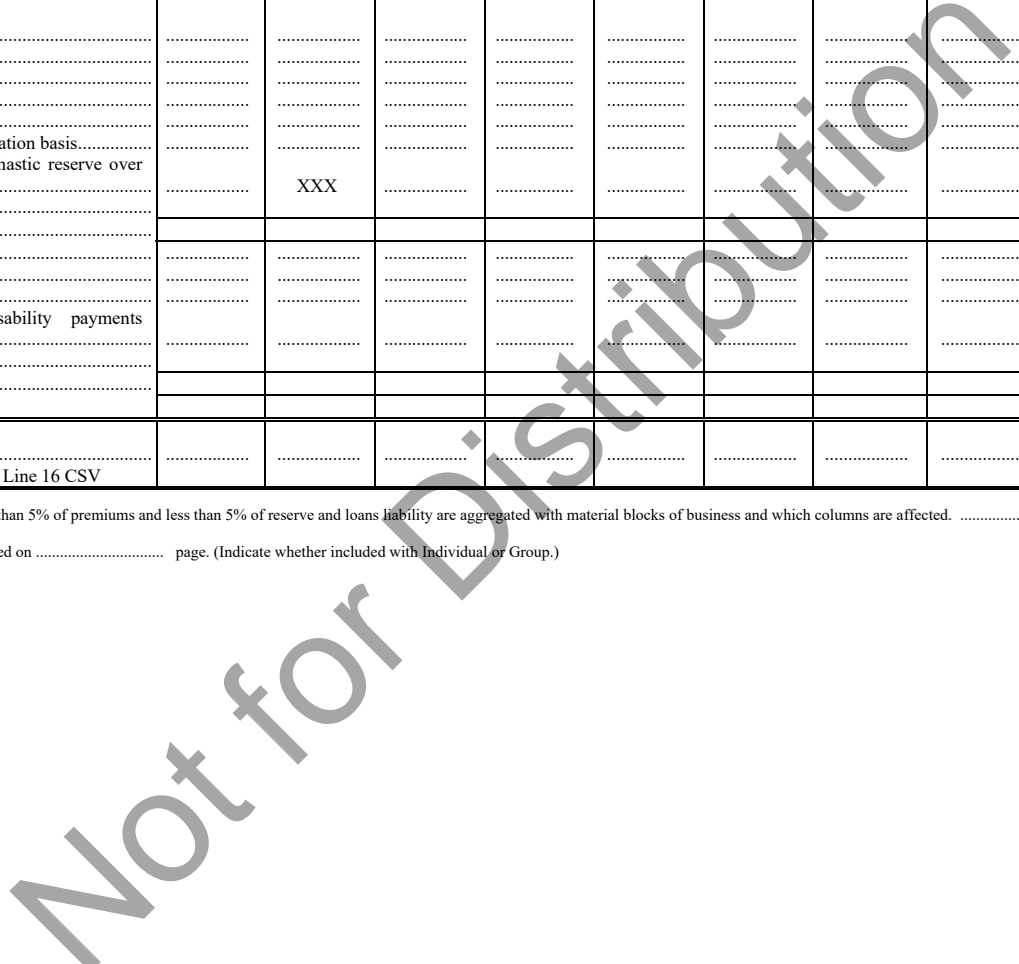 ation basis..............
nastic reserve over
XXX
sability payments
Line 16 CSV
than 5% of premiums and less than 5% of reserve and loans liability are aggregated with material blocks of business and which columns are affected. ...............
ed on ................................ page. (Indicate whether included with Individual or Group.)
Not for Distribution